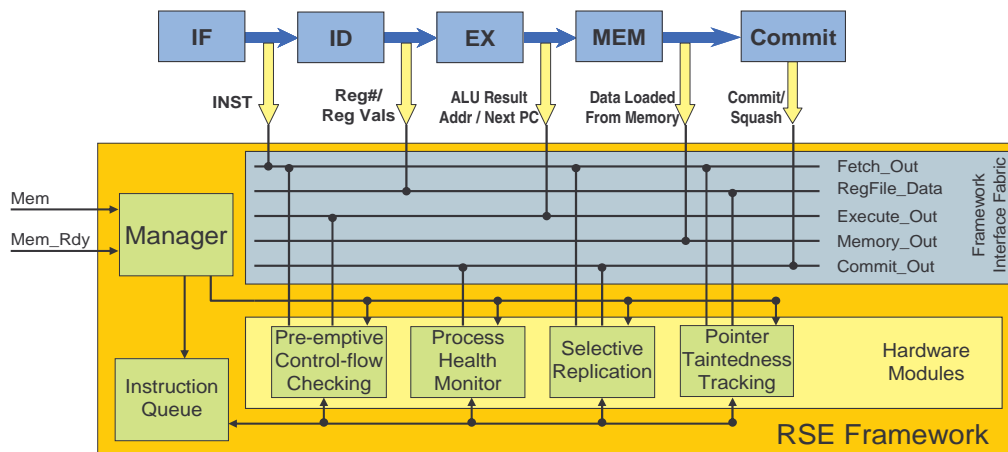 IF
ID
EX
MEM
Commit
INST
Reg#/
Reg Vals
ALU Result
Addr / Next PC
Data Loaded
From Memory
Commit/
Squash
Fetch_Out
RegFile_Data
Execute_Out
Memory_Out
Commit_Out
Framework
Interface Fabric
Mem
Mem_Rdy
Manager
Pre-emptive
Control-flow
Checking
Process
Health
Monitor
Selective
Replication
Pointer
Taintedness
Tracking
Hardware
Modules
Instruction
Queue
RSE Framework